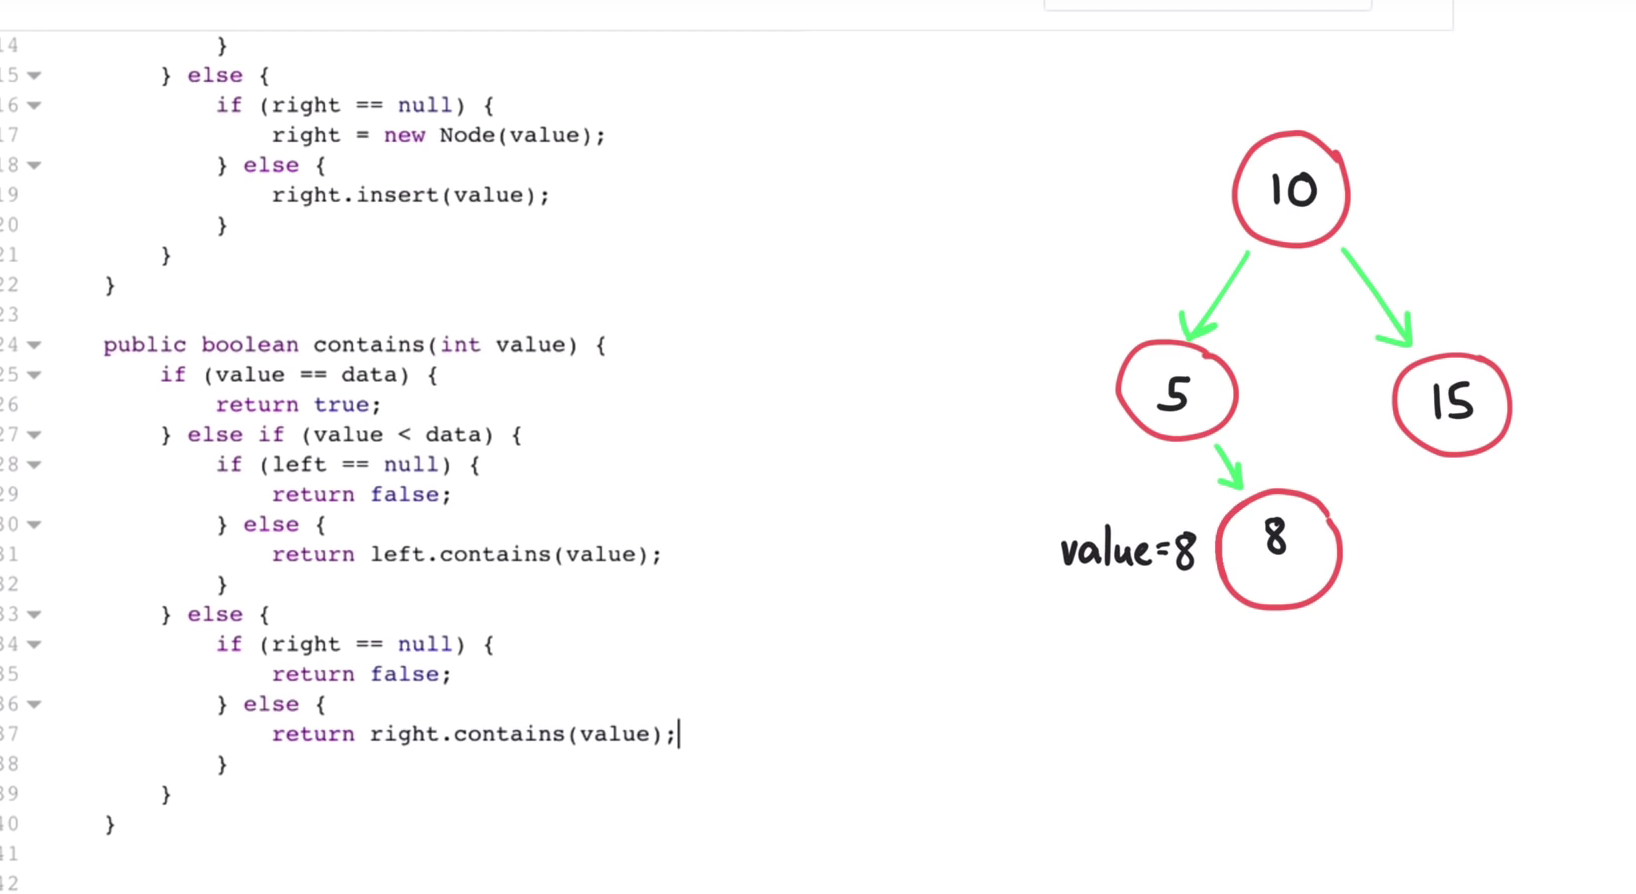 14 }
15 } else {
16 if (right == null) {
17 right = new Node(value);
18 } else {
19 right.insert(value);
20 }
21 }
22 }
23
24 public boolean contains(int value) {
25 if (value == data) {
26 return true;
27 } else if (value < data) {
28 if (left == null) {
29 return false;
30 } else {
31 return left.contains(value);
32 }
33 } else {
34 if (right == null) {
35 return false;
36 } else {
37 return right.contains(value);
38 }
39 }
40 }
41
42
10
5
15
value=8
8